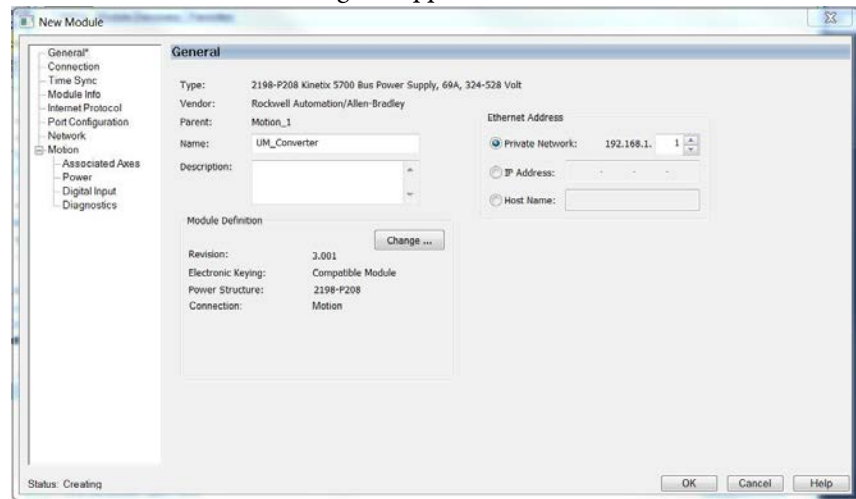 New Module
General*
Connection
Time Sync
Module Info
Internet Protocol
Port Configuration
Network
Motion
Associated Axes
Power
Digital Input
Diagnostics
General
Type: 2198-P208 Kinetix 5700 Bus Power Supply, 69A, 324-528 Volt
Vendor: Rockwell Automation/Allen-Bradley
Parent: Motion_1
Name: UM_Converter
Description:
Ethernet Address
Private Network: 192.168.1. 1
IP Address:
Host Name:
Module Definition
Change ...
Revision: 3.001
Electronic Keying: Compatible Module
Power Structure: 2198-P208
Connection: Motion
Status: Creating
OK Cancel Help